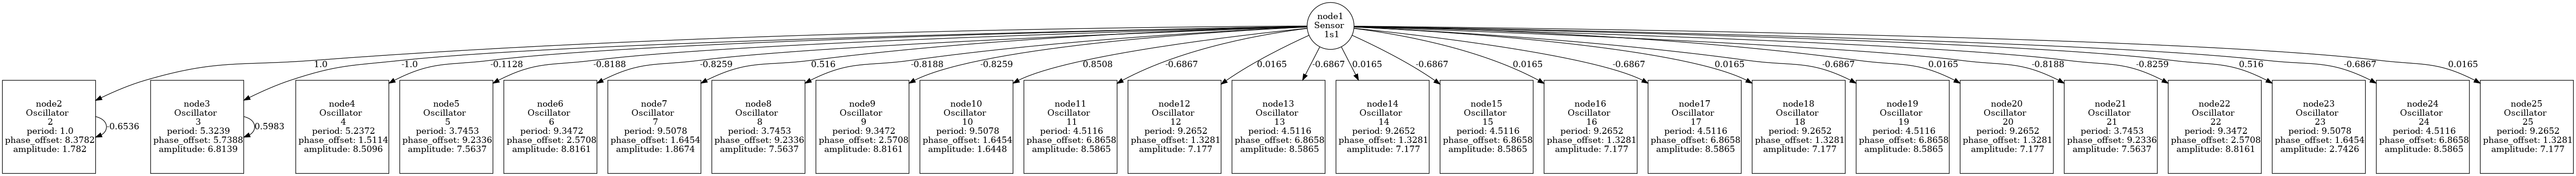 node1
Sensor
1s1
1.0
-1.0
-0.1128
-0.8188
-0.8259
0.516
-0.8188
-0.8259
0.8508
-0.6867
0.0165
-0.6867
0.0165
-0.6867
0.0165
-0.6867
0.0165
-0.6867
0.0165
-0.8188
-0.8259
0.516
-0.6867
0.0165
node2
Oscillator
2
period: 1.0
phase_offset: 8.3782
amplitude: 1.782
-0.6536
node3
Oscillator
3
period: 5.3239
phase_offset: 5.7388
amplitude: 6.8139
0.5983
node4
Oscillator
4
period: 5.2372
phase_offset: 1.5114
amplitude: 8.5096
node5
Oscillator
5
period: 3.7453
phase_offset: 9.2336
amplitude: 7.5637
node6
Oscillator
6
period: 9.3472
phase_offset: 2.5708
amplitude: 8.8161
node7
Oscillator
7
period: 9.5078
phase_offset: 1.6454
amplitude: 1.8674
node8
Oscillator
8
period: 3.7453
phase_offset: 9.2336
amplitude: 7.5637
node9
Oscillator
9
period: 9.3472
phase_offset: 2.5708
amplitude: 8.8161
node10
Oscillator
10
period: 9.5078
phase_offset: 1.6454
amplitude: 1.6448
node11
Oscillator
11
period: 4.5116
phase_offset: 6.8658
amplitude: 8.5865
node12
Oscillator
12
period: 9.2652
phase_offset: 1.3281
amplitude: 7.177
node13
Oscillator
13
period: 4.5116
phase_offset: 6.8658
amplitude: 8.5865
node14
Oscillator
14
period: 9.2652
phase_offset: 1.3281
amplitude: 7.177
node15
Oscillator
15
period: 4.5116
phase_offset: 6.8658
amplitude: 8.5865
node16
Oscillator
16
period: 9.2652
phase_offset: 1.3281
amplitude: 7.177
node17
Oscillator
17
period: 4.5116
phase_offset: 6.8658
amplitude: 8.5865
node18
Oscillator
18
period: 9.2652
phase_offset: 1.3281
amplitude: 7.177
node19
Oscillator
19
period: 4.5116
phase_offset: 6.8658
amplitude: 8.5865
node20
Oscillator
20
period: 9.2652
phase_offset: 1.3281
amplitude: 7.177
node21
Oscillator
21
period: 3.7453
phase_offset: 9.2336
amplitude: 7.5637
node22
Oscillator
22
period: 9.3472
phase_offset: 2.5708
amplitude: 8.8161
node23
Oscillator
23
period: 9.5078
phase_offset: 1.6454
amplitude: 2.7426
node24
Oscillator
24
period: 4.5116
phase_offset: 6.8658
amplitude: 8.5865
node25
Oscillator
25
period: 9.2652
phase_offset: 1.3281
amplitude: 7.177